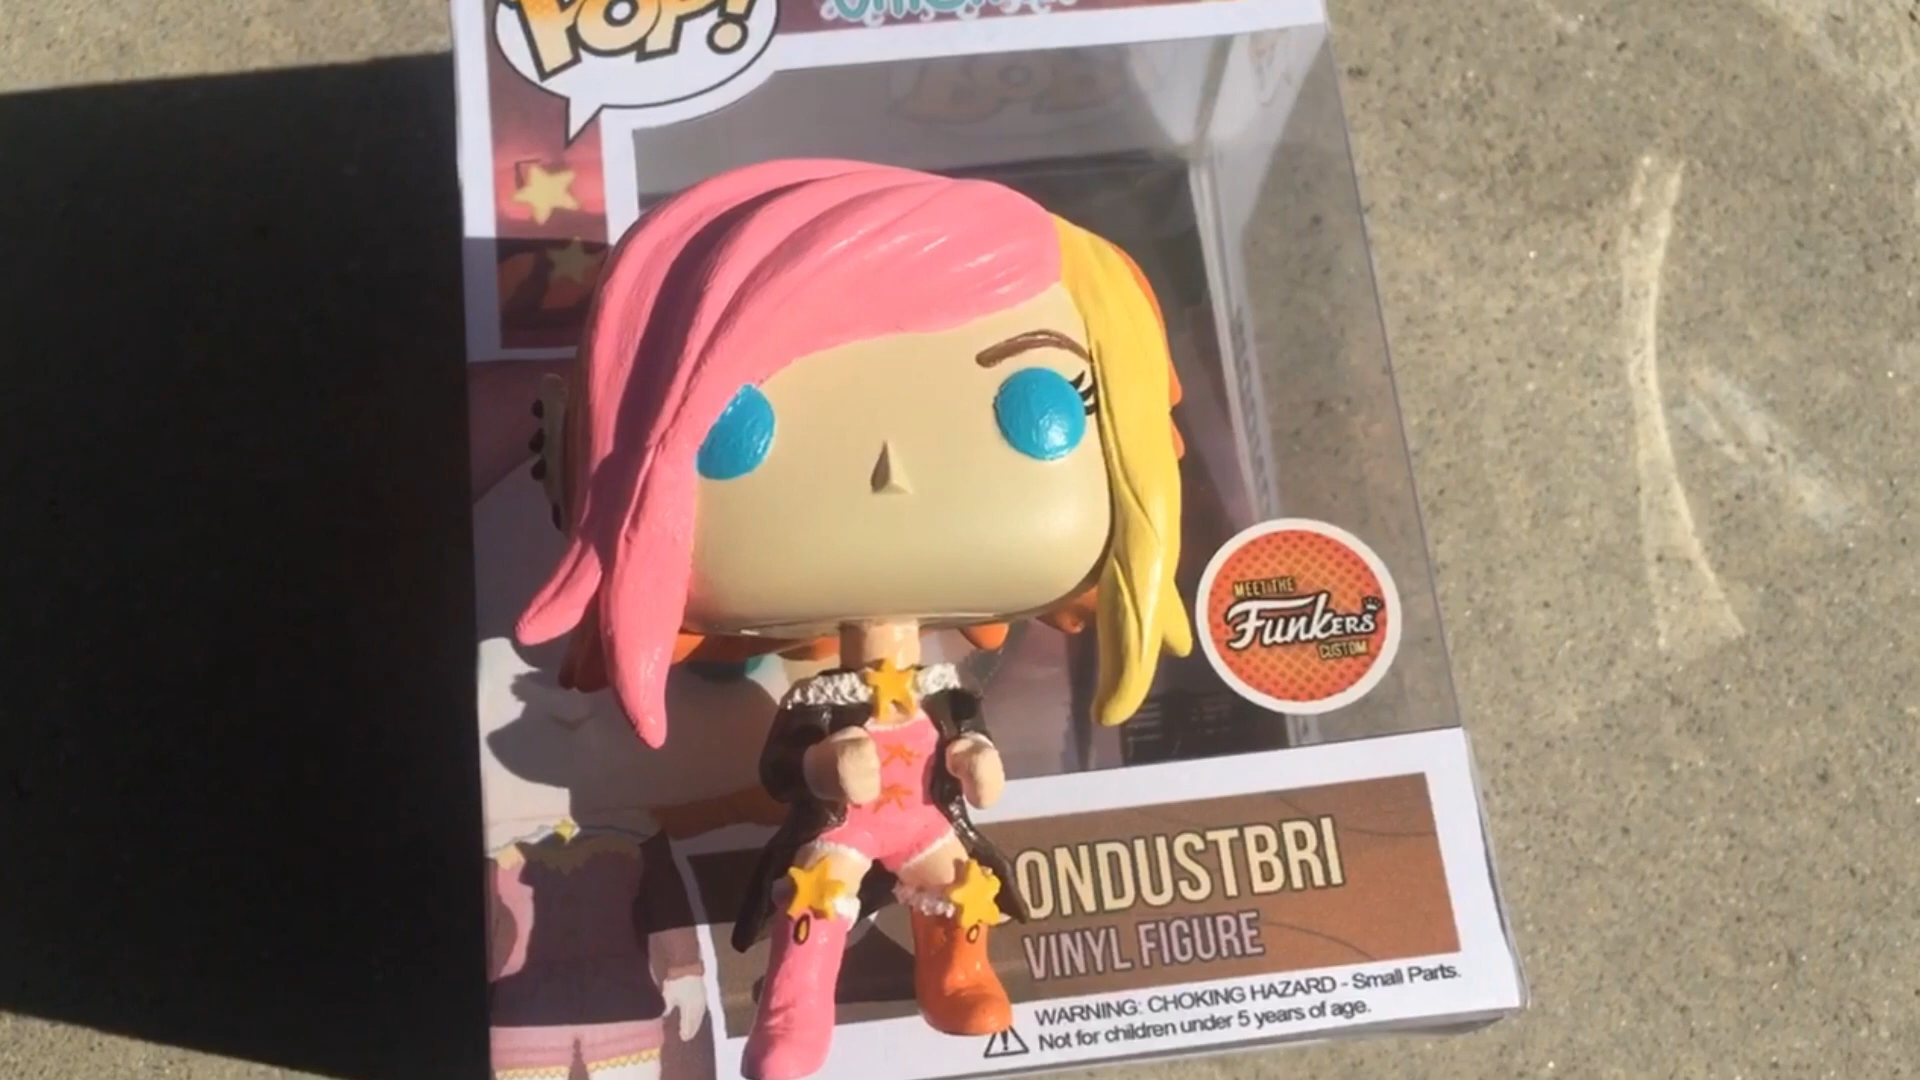 POP!
MEET THE
FUNKERS
CUSTOM
ONDUSTBRI
VINYL FIGURE
WARNING: CHOKING HAZARD - Small Parts.
Not for children under 5 years of age.